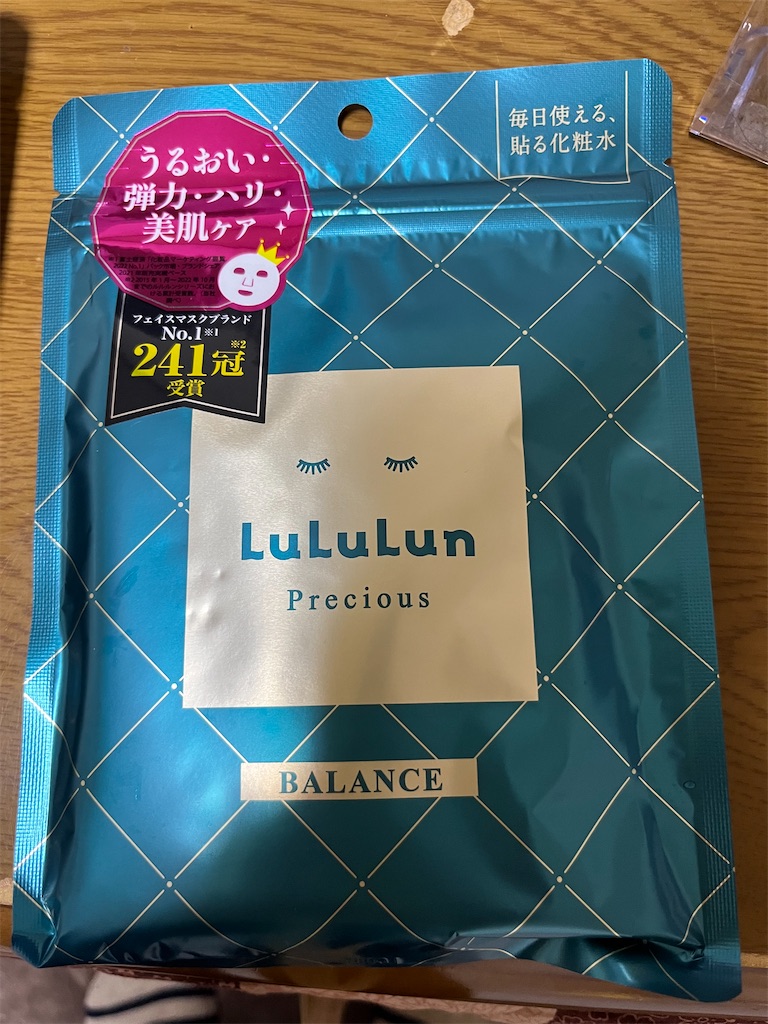 毎日使える、
貼る化粧水
うるおい・
弾力・ハリ・
美肌ケア
フェイスマスクブランド
No.1※1
241冠※2
受賞
LuLuLun
Precious
BALANCE